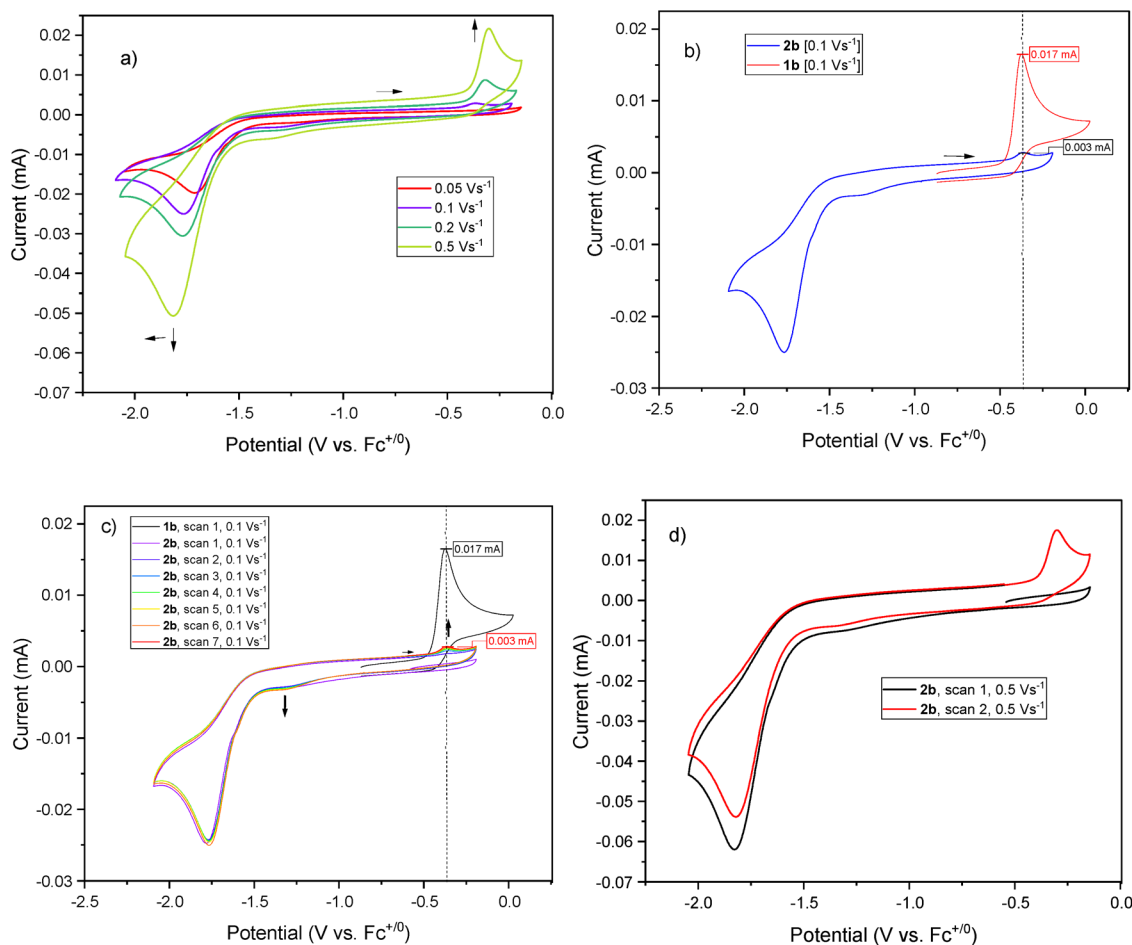 a)
0.02
0.01
0.00
-0.01
-0.02
-0.03
-0.04
-0.05
-0.06
-0.07
Current (mA)
0.05 Vs⁻¹
0.1 Vs⁻¹
0.2 Vs⁻¹
0.5 Vs⁻¹
-2.0 -1.5 -1.0 -0.5 0.0
Potential (V vs. Fc⁺/⁰)
b)
0.02
0.01
0.00
-0.01
-0.02
-0.03
Current (mA)
2b [0.1 Vs⁻¹]
1b [0.1 Vs⁻¹]
0.017 mA
0.003 mA
-2.5 -2.0 -1.5 -1.0 -0.5 0.0
Potential (V vs. Fc⁺/⁰)
c)
0.02
0.01
0.00
-0.01
-0.02
-0.03
Current (mA)
1b, scan 1, 0.1 Vs⁻¹
2b, scan 1, 0.1 Vs⁻¹
2b, scan 2, 0.1 Vs⁻¹
2b, scan 3, 0.1 Vs⁻¹
2b, scan 4, 0.1 Vs⁻¹
2b, scan 5, 0.1 Vs⁻¹
2b, scan 6, 0.1 Vs⁻¹
2b, scan 7, 0.1 Vs⁻¹
0.017 mA
0.003 mA
-2.5 -2.0 -1.5 -1.0 -0.5 0.0
Potential (V vs. Fc⁺/⁰)
d)
0.02
0.01
0.00
-0.01
-0.02
-0.03
-0.04
-0.05
-0.06
-0.07
Current (mA)
2b, scan 1, 0.5 Vs⁻¹
2b, scan 2, 0.5 Vs⁻¹
-2.0 -1.5 -1.0 -0.5 0.0
Potential (V vs. Fc⁺/⁰)